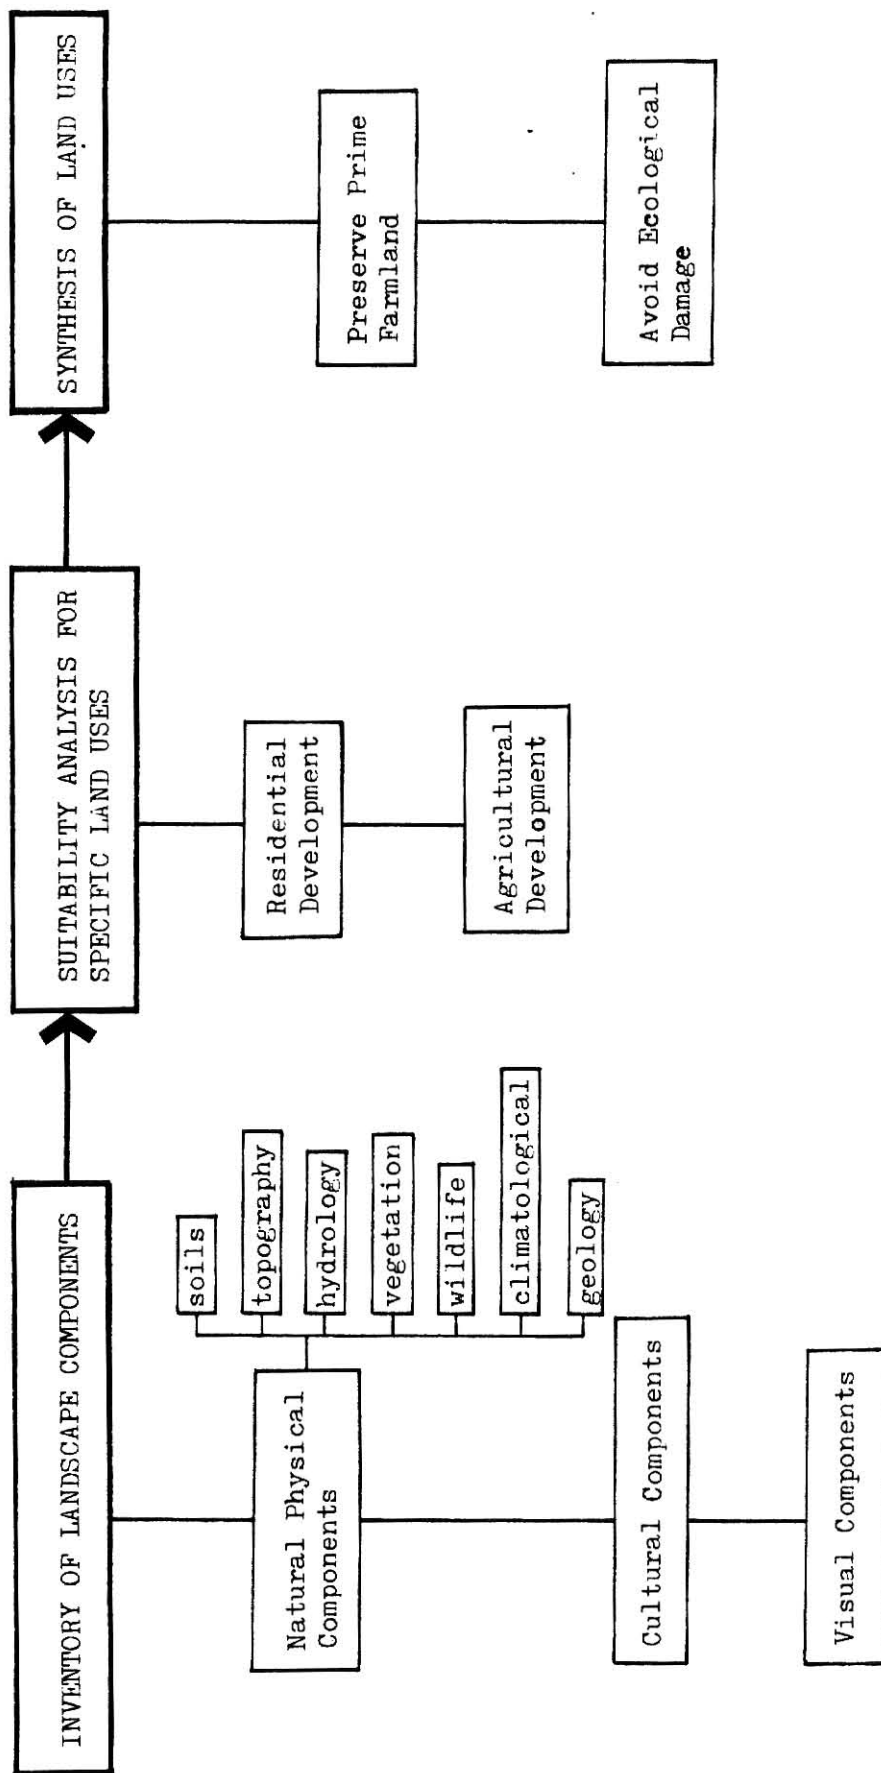 INVENTORY OF LANDSCAPE COMPONENTS
Natural Physical
Components
soils
topography
hydrology
vegetation
wildlife
climatological
geology
Cultural Components
Visual Components
SUITABILITY ANALYSIS FOR
SPECIFIC LAND USES
Residential
Development
Agricultural
Development
SYNTHESIS OF LAND USES
Preserve Prime
Farmland
Avoid Ecological
Damage